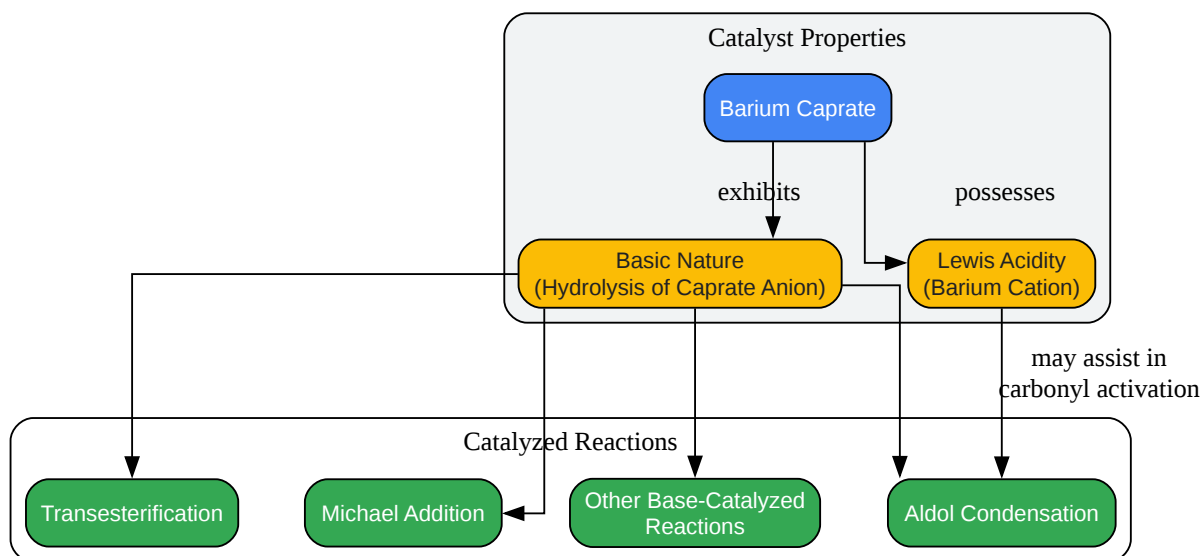 Catalyst Properties
Barium Caprate
exhibits
possesses
Basic Nature
(Hydrolysis of Caprate Anion)
Lewis Acidity
(Barium Cation)
may assist in
carbonyl activation
Catalyzed Reactions
Transesterification
Michael Addition
Other Base-Catalyzed
Reactions
Aldol Condensation